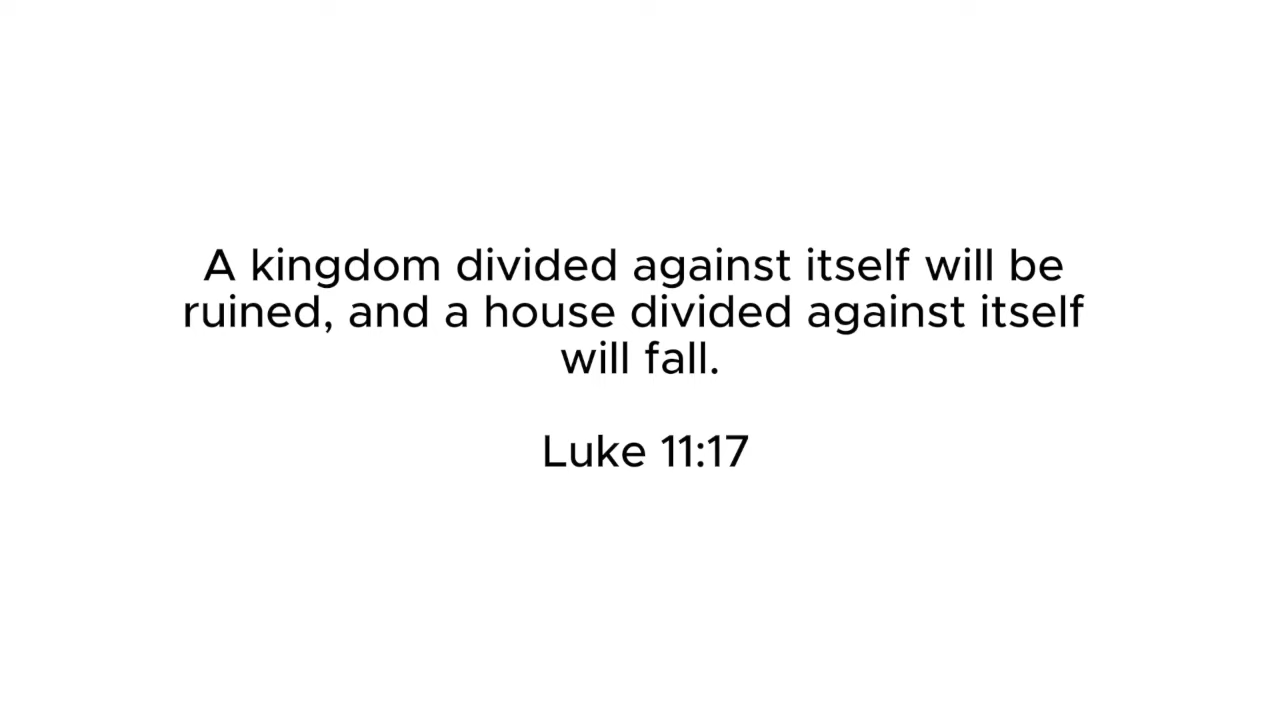 A kingdom divided against itself will be
ruined, and a house divided against itself
will fall.
Luke 11:17